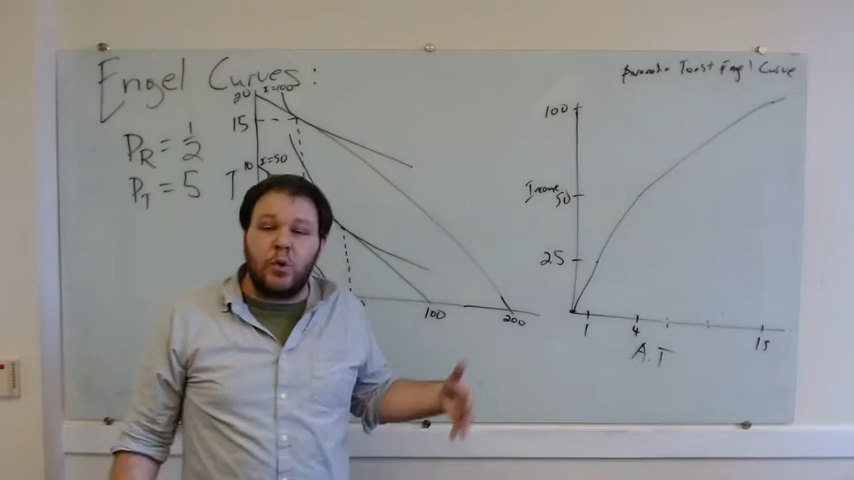 Engel Curves:
P_R = 1/2
P_T = 5
20
I=100
15
10
I=50
T
100
200
Toast Engel Curve
100
Income
50
25
1
4
15
A.T